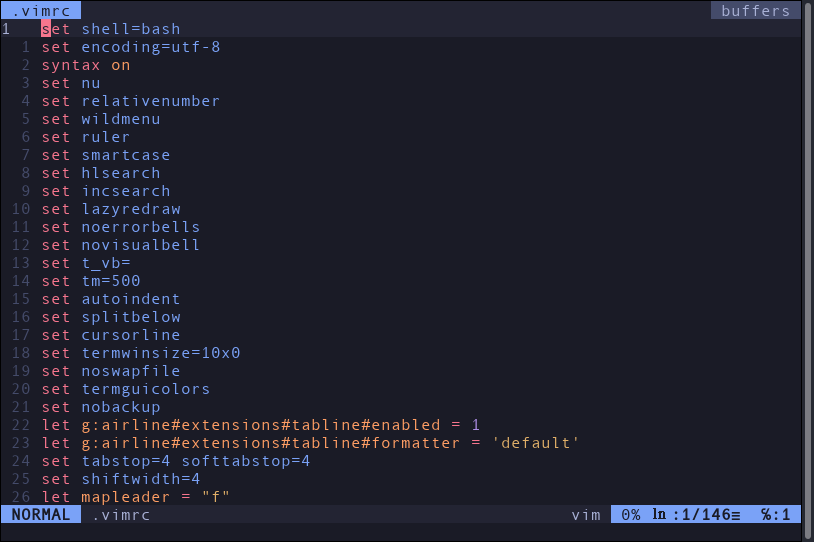 .vimrc buffers
1 set shell=bash
1 set encoding=utf-8
2 syntax on
3 set nu
4 set relativenumber
5 set wildmenu
6 set ruler
7 set smartcase
8 set hlsearch
9 set incsearch
10 set lazyredraw
11 set noerrorbells
12 set novisualbell
13 set t_vb=
14 set tm=500
15 set autoindent
16 set splitbelow
17 set cursorline
18 set termwinsize=10x0
19 set noswapfile
20 set termguicolors
21 set nobackup
22 let g:airline#extensions#tabline#enabled = 1
23 let g:airline#extensions#tabline#formatter = 'default'
24 set tabstop=4 softtabstop=4
25 set shiftwidth=4
26 let mapleader = "f"
NORMAL .vimrc vim 0% ln :1/146≡ ℅:1